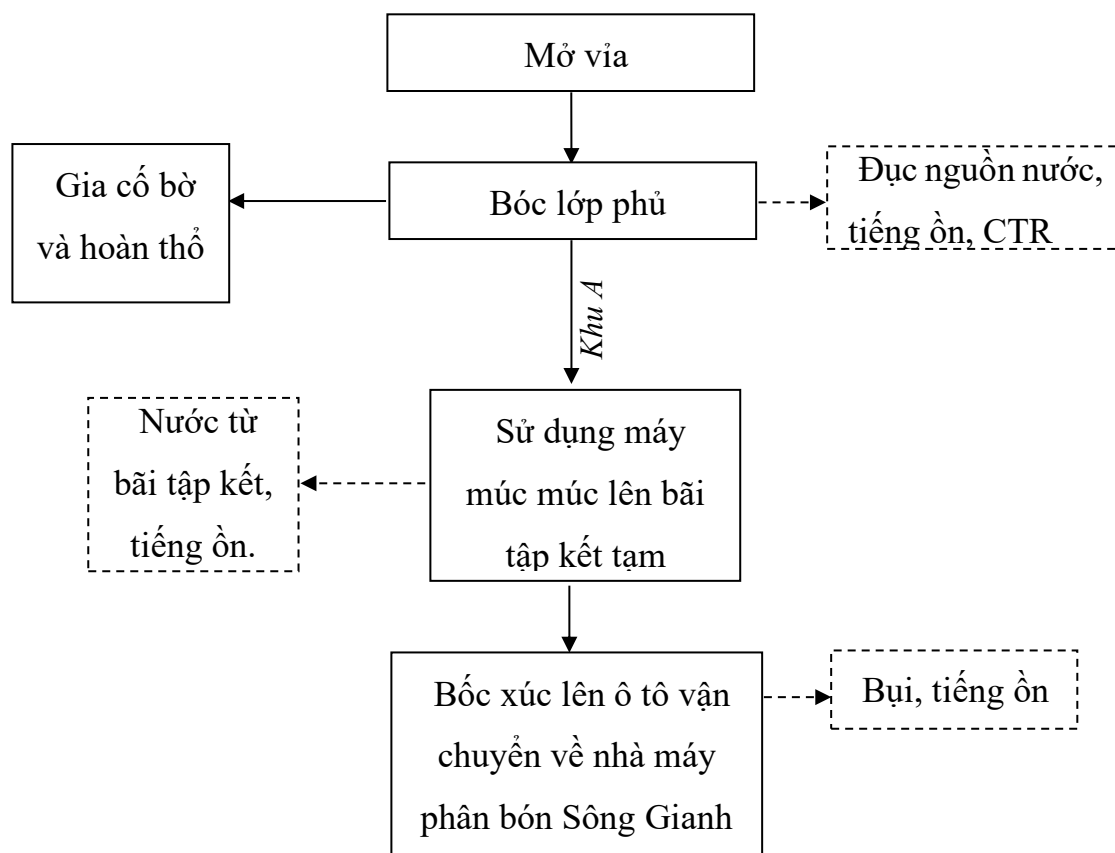 Mở vỉa
Gia cố bờ
và hoàn thổ
Bóc lớp phủ
Đục nguồn nước,
tiếng ồn, CTR
Khu A
Nước từ
bãi tập kết,
tiếng ồn.
Sử dụng máy
múc múc lên bãi
tập kết tạm
Bốc xúc lên ô tô vận
chuyển về nhà máy
phân bón Sông Gianh
Bụi, tiếng ồn